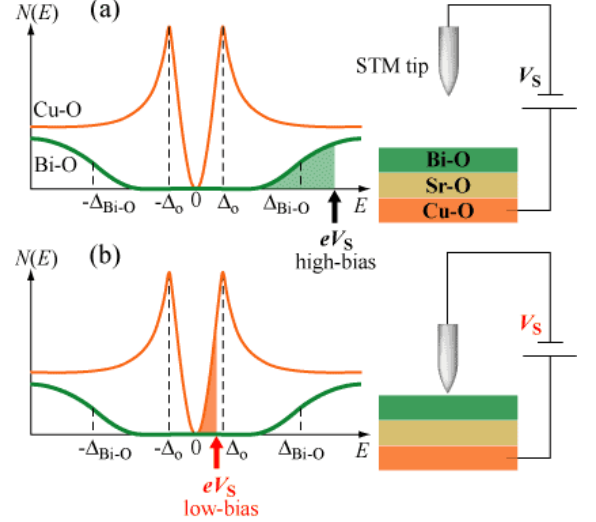 N(E) (a)
Cu-O
Bi-O
-Δ_Bi-O -Δ_o 0 Δ_o Δ_Bi-O E
eV_S
high-bias
STM tip
V_S
Bi-O
Sr-O
Cu-O
N(E) (b)
-Δ_Bi-O -Δ_o 0 Δ_o Δ_Bi-O E
eV_S
low-bias
V_S